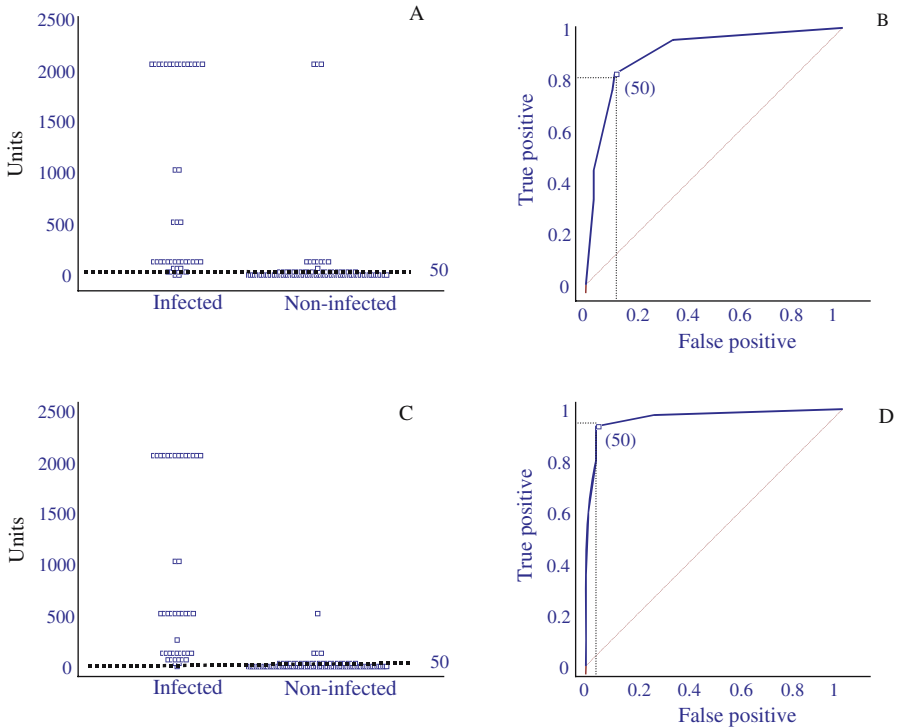 A
2500
2000
1500
1000
500
0
Units
50
Infected
Non-infected
B
1
0.8
0.6
0.4
0.2
0
True positive
(50)
0
0.2
0.4
0.6
0.8
1
False positive
C
2500
2000
1500
1000
500
0
Units
50
Infected
Non-infected
D
1
0.8
0.6
0.4
0.2
0
True positive
(50)
0
0.2
0.4
0.6
0.8
1
False positive